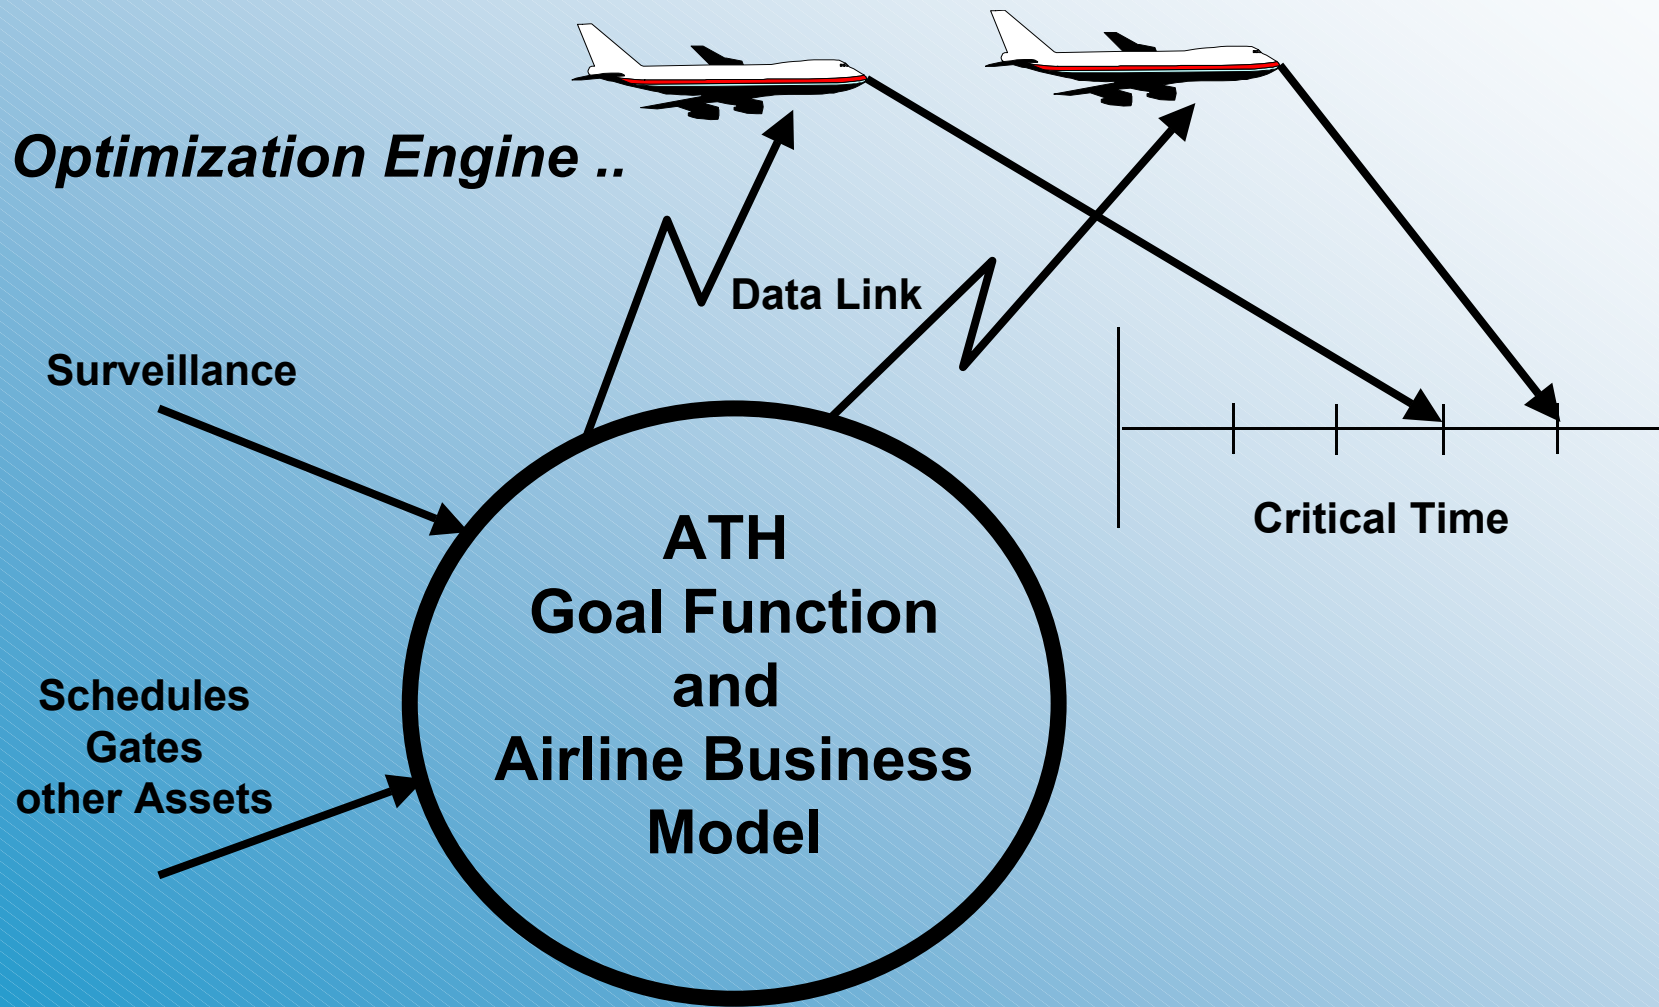 Optimization Engine ..
Data Link
Surveillance
Critical Time
ATH
Goal Function
and
Airline Business
Model
Schedules
Gates
other Assets